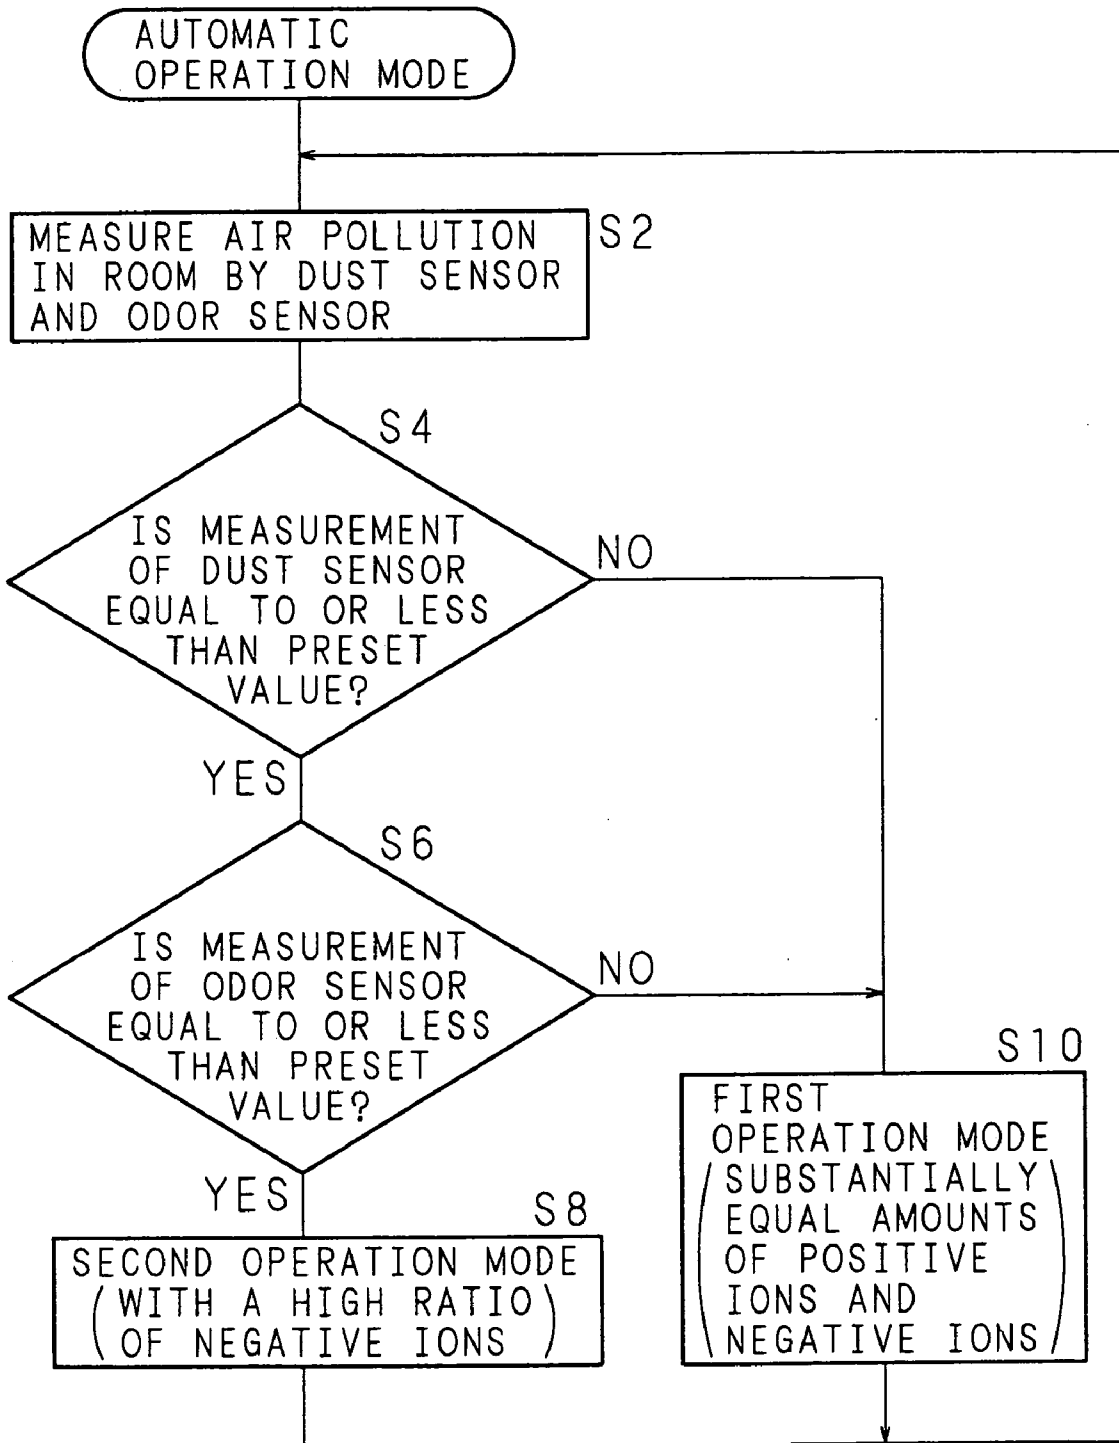 AUTOMATIC
OPERATION MODE
MEASURE AIR POLLUTION
IN ROOM BY DUST SENSOR
AND ODOR SENSOR
S2
S4
IS MEASUREMENT
OF DUST SENSOR
EQUAL TO OR LESS
THAN PRESET
VALUE?
NO
YES
S6
IS MEASUREMENT
OF ODOR SENSOR
EQUAL TO OR LESS
THAN PRESET
VALUE?
NO
YES
S8
SECOND OPERATION MODE
(WITH A HIGH RATIO
OF NEGATIVE IONS)
S10
FIRST
OPERATION MODE
(SUBSTANTIALLY
EQUAL AMOUNTS
OF POSITIVE
IONS AND
NEGATIVE IONS)